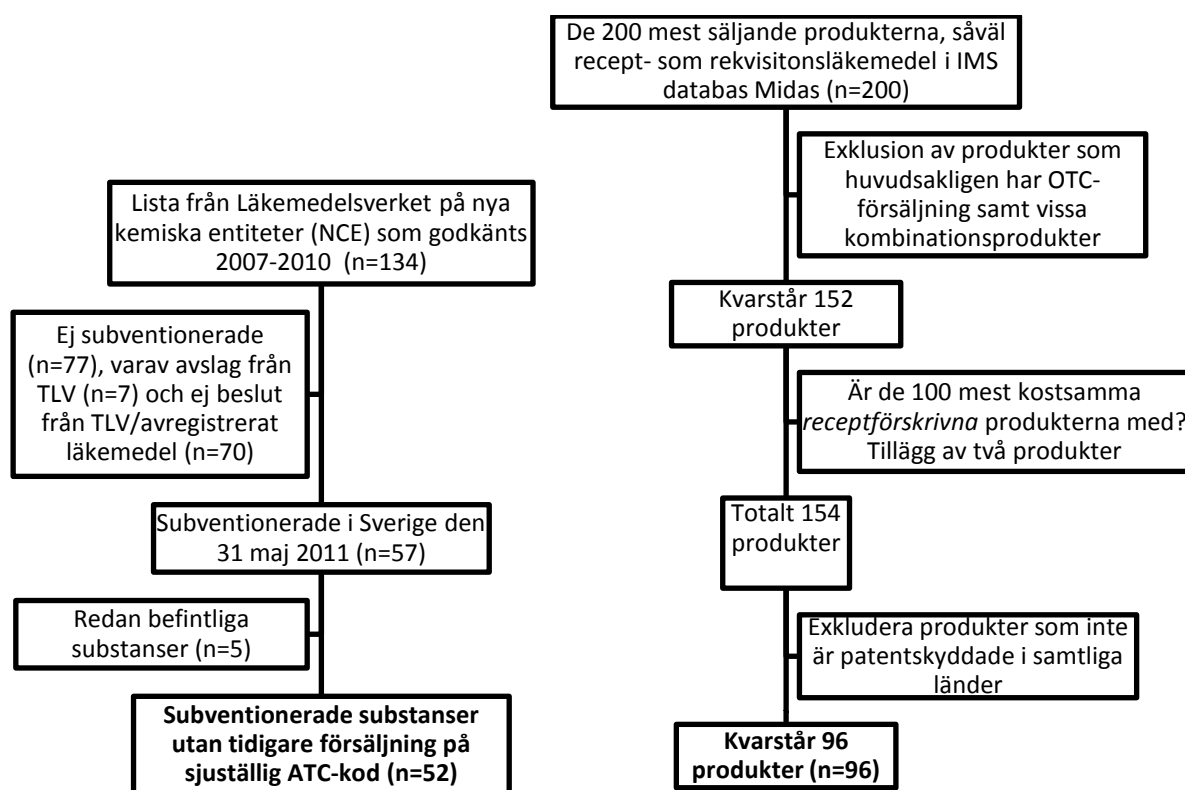 Lista från Läkemedelsverket på nya
kemiska entiteter (NCE) som godkänts
2007-2010 (n=134)
Ej subventionerade
(n=77), varav avslag från
TLV (n=7) och ej beslut
från TLV/avregistrerat
läkemedel (n=70)
Subventionerade i Sverige den
31 maj 2011 (n=57)
Redan befintliga
substanser (n=5)
Subventionerade substanser
utan tidigare försäljning på
sjuställig ATC-kod (n=52)
De 200 mest säljande produkterna, såväl
recept- som rekvisitonsläkemedel i IMS
databas Midas (n=200)
Exklusion av produkter som
huvudsakligen har OTC-
försäljning samt vissa
kombinationsprodukter
Kvarstår 152
produkter
Är de 100 mest kostsamma
receptförskrivna produkterna med?
Tillägg av två produkter
Totalt 154
produkter
Exkludera produkter som inte
är patentskyddade i samtliga
länder
Kvarstår 96
produkter (n=96)